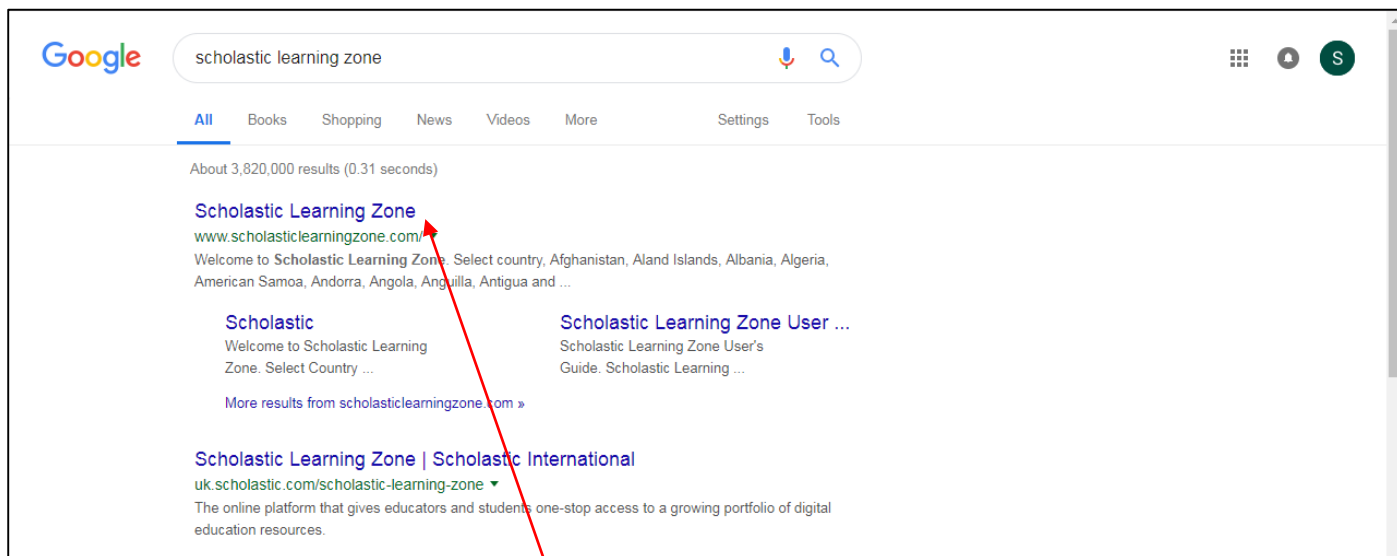 Google
scholastic learning zone
S
All Books Shopping News Videos More Settings Tools
About 3,820,000 results (0.31 seconds)
Scholastic Learning Zone
www.scholasticlearningzone.com/
Welcome to Scholastic Learning Zone. Select country, Afghanistan, Aland Islands, Albania, Algeria,
American Samoa, Andorra, Angola, Anguilla, Antigua and ...
Scholastic
Welcome to Scholastic Learning
Zone. Select Country ...
Scholastic Learning Zone User ...
Scholastic Learning Zone User's
Guide. Scholastic Learning ...
More results from scholasticlearningzone.com »
Scholastic Learning Zone | Scholastic International
uk.scholastic.com/scholastic-learning-zone
The online platform that gives educators and students one-stop access to a growing portfolio of digital
education resources.